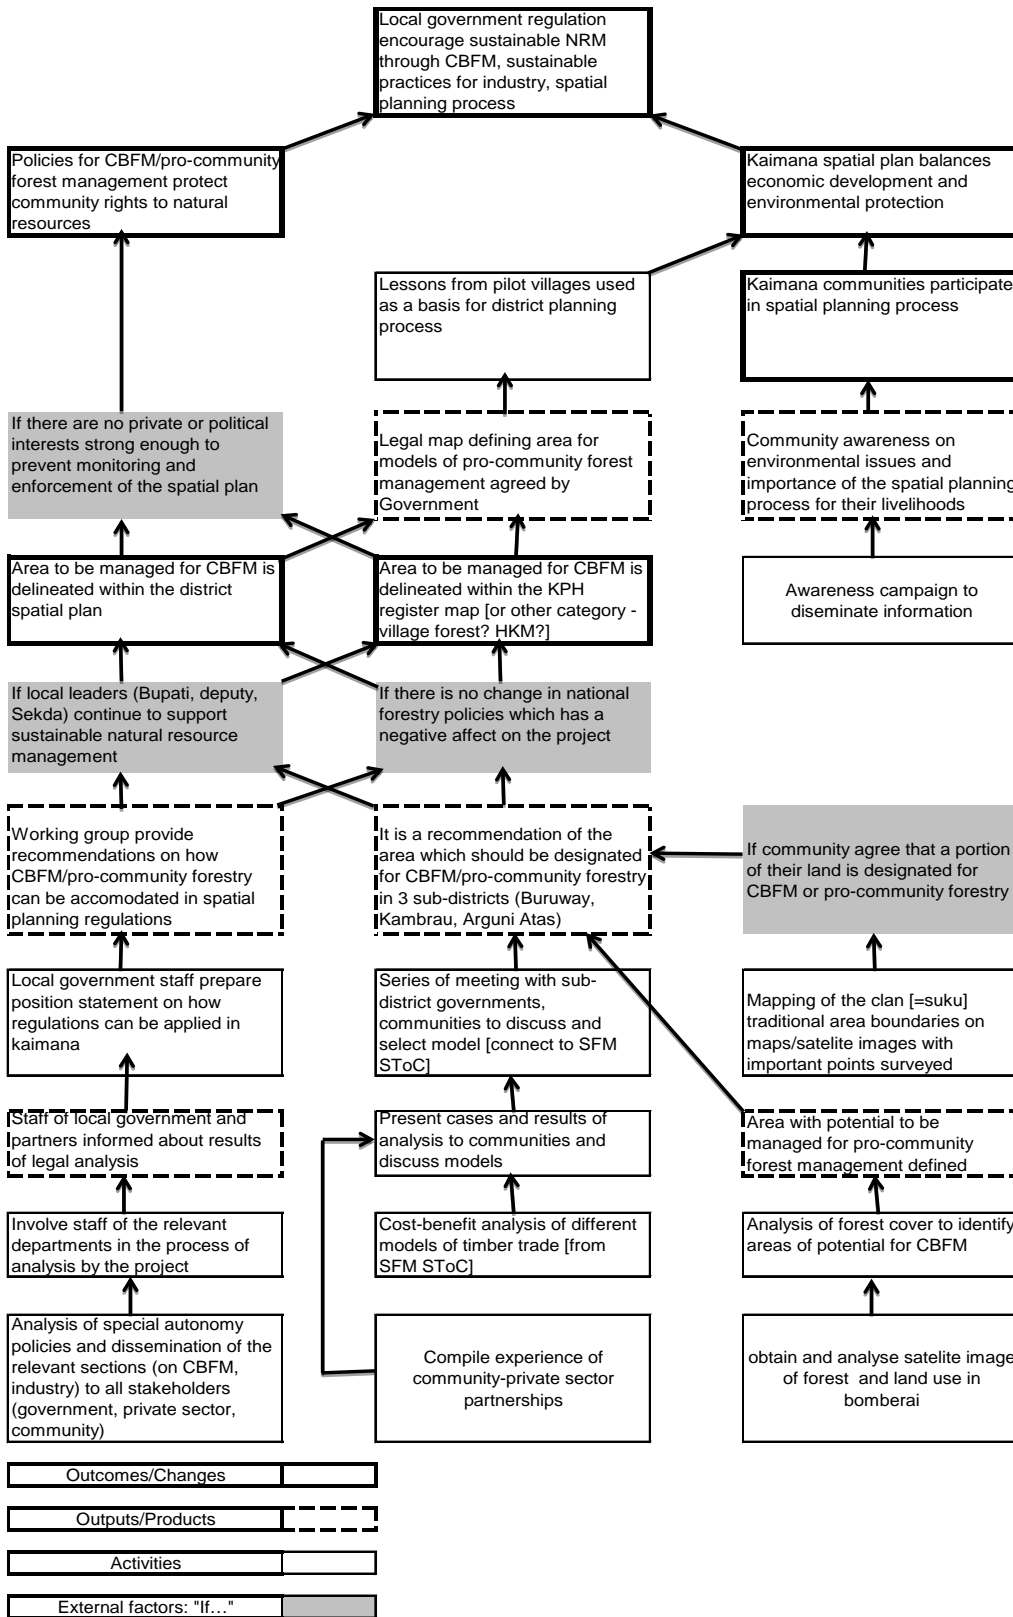 Local government regulation
encourage sustainable NRM
through CBFM, sustainable
practices for industry, spatial
planning process
Policies for CBFM/pro-community
forest management protect
community rights to natural
resources
Kaimana spatial plan balances
economic development and
environmental protection
Lessons from pilot villages used
as a basis for district planning
process
Kaimana communities participate
in spatial planning process
If there are no private or political
interests strong enough to
prevent monitoring and
enforcement of the spatial plan
Legal map defining area for
models of pro-community forest
management agreed by
Government
Community awareness on
environmental issues and
importance of the spatial planning
process for their livelihoods
Area to be managed for CBFM is
delineated within the district
spatial plan
Area to be managed for CBFM is
delineated within the KPH
register map [or other category -
village forest? HKM?]
Awareness campaign to
diseminate information
If local leaders (Bupati, deputy,
Sekda) continue to support
sustainable natural resource
management
If there is no change in national
forestry policies which has a
negative affect on the project
Working group provide
recommendations on how
CBFM/pro-community forestry
can be accomodated in spatial
planning regulations
It is a recommendation of the
area which should be designated
for CBFM/pro-community forestry
in 3 sub-districts (Buruway,
Kambrau, Arguni Atas)
If community agree that a portion
of their land is designated for
CBFM or pro-community forestry
Local government staff prepare
position statement on how
regulations can be applied in
kaimana
Series of meeting with sub-
district governments,
communities to discuss and
select model [connect to SFM
SToC]
Mapping of the clan [=suku]
traditional area boundaries on
maps/satelite images with
important points surveyed
Staff of local government and
partners informed about results
of legal analysis
Present cases and results of
analysis to communities and
discuss models
Area with potential to be
managed for pro-community
forest management defined
Involve staff of the relevant
departments in the process of
analysis by the project
Cost-benefit analysis of different
models of timber trade [from
SFM SToC]
Analysis of forest cover to identify
areas of potential for CBFM
Analysis of special autonomy
policies and dissemination of the
relevant sections (on CBFM,
industry) to all stakeholders
(government, private sector,
community)
Compile experience of
community-private sector
partnerships
obtain and analyse satelite image
of forest and land use in
bomberai
Outcomes/Changes
Outputs/Products
Activities
External factors: "If…"